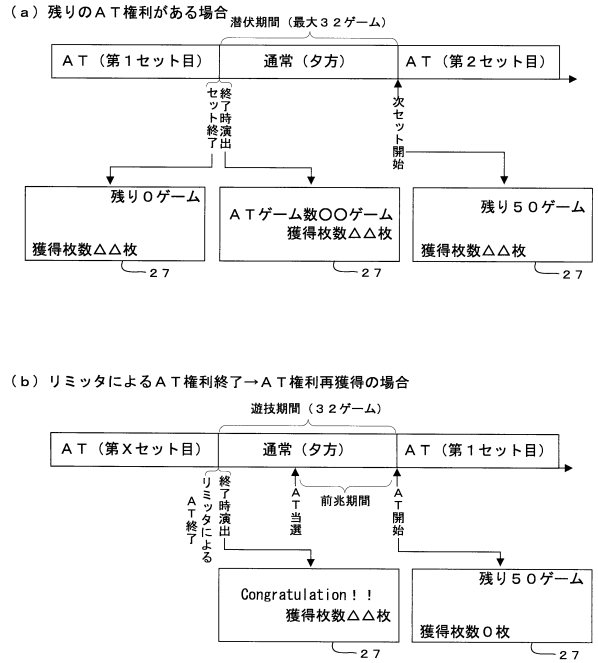 (a) 残りのAT権利がある場合
潜伏期間(最大32ゲーム)
AT(第1セット目)
通常(夕方)
AT(第2セット目)
セット終了
終了時演出
次セット開始
残り0ゲーム
獲得枚数△△枚
27
ATゲーム数〇〇ゲーム
獲得枚数△△枚
27
残り50ゲーム
獲得枚数△△枚
27
(b) リミッタによるAT権利終了→AT権利再獲得の場合
遊技期間(32ゲーム)
AT(第Xセット目)
通常(夕方)
AT(第1セット目)
リミッタによる
AT終了
終了時演出
AT当選
前兆期間
AT開始
Congratulation!!
獲得枚数△△枚
27
残り50ゲーム
獲得枚数0枚
27